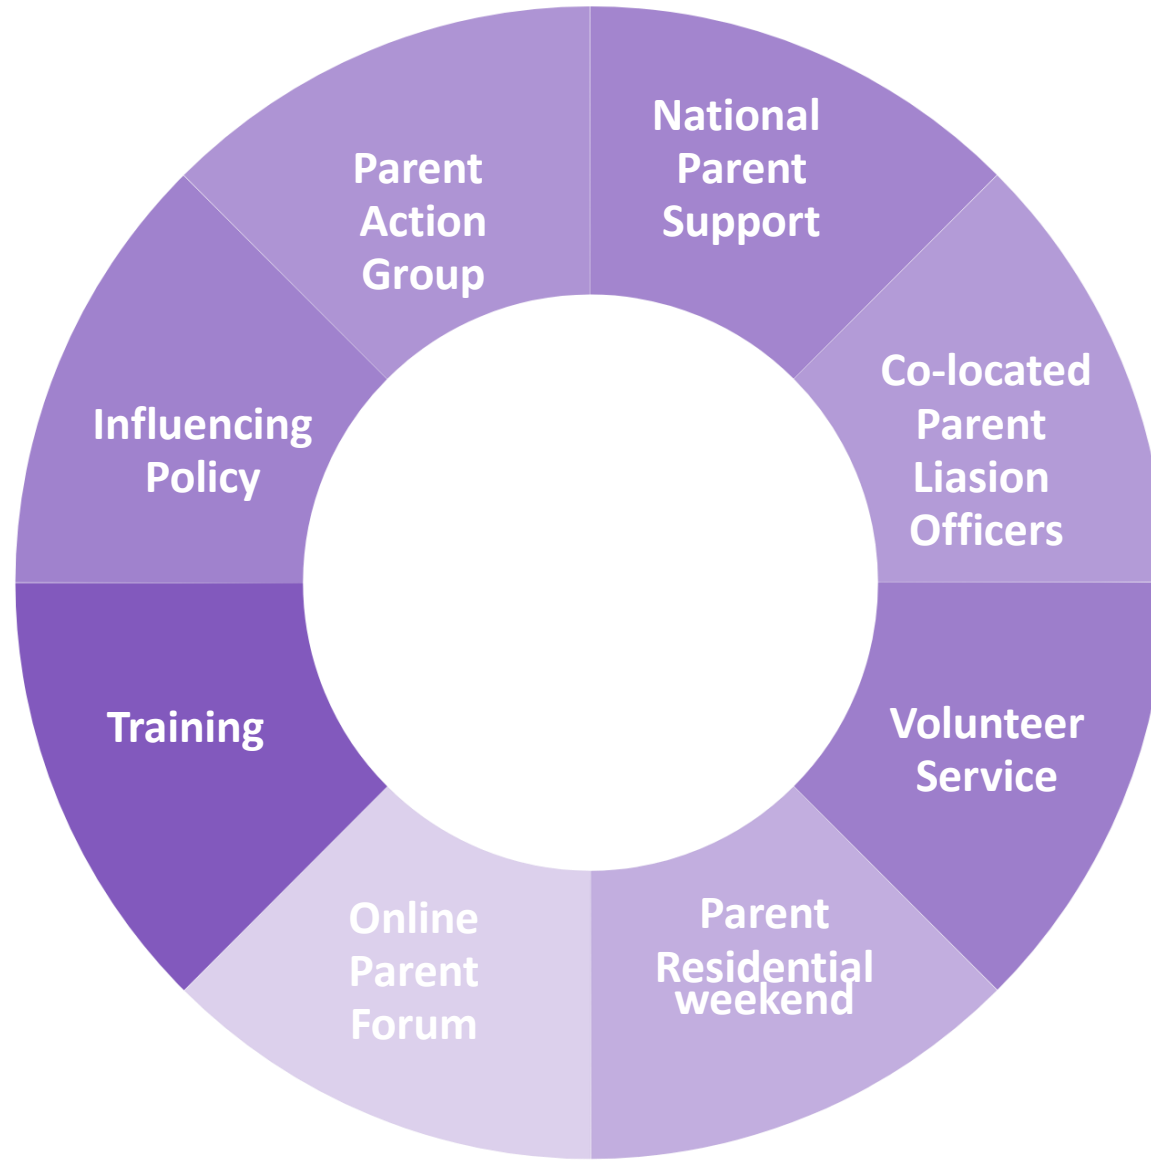 National
Parent
Support
Co-located
Parent
Liasion
Officers
Volunteer
Service
Parent
Residential
weekend
Online
Parent
Forum
Training
Influencing
Policy
Parent
Action
Group